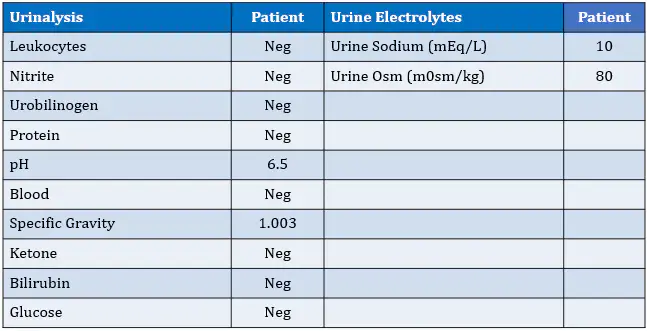 Urinalysis Patient Urine Electrolytes Patient
Leukocytes Neg Urine Sodium (mEq/L) 10
Nitrite Neg Urine Osm (m0sm/kg) 80
Urobilinogen Neg
Protein Neg
pH 6.5
Blood Neg
Specific Gravity 1.003
Ketone Neg
Bilirubin Neg
Glucose Neg